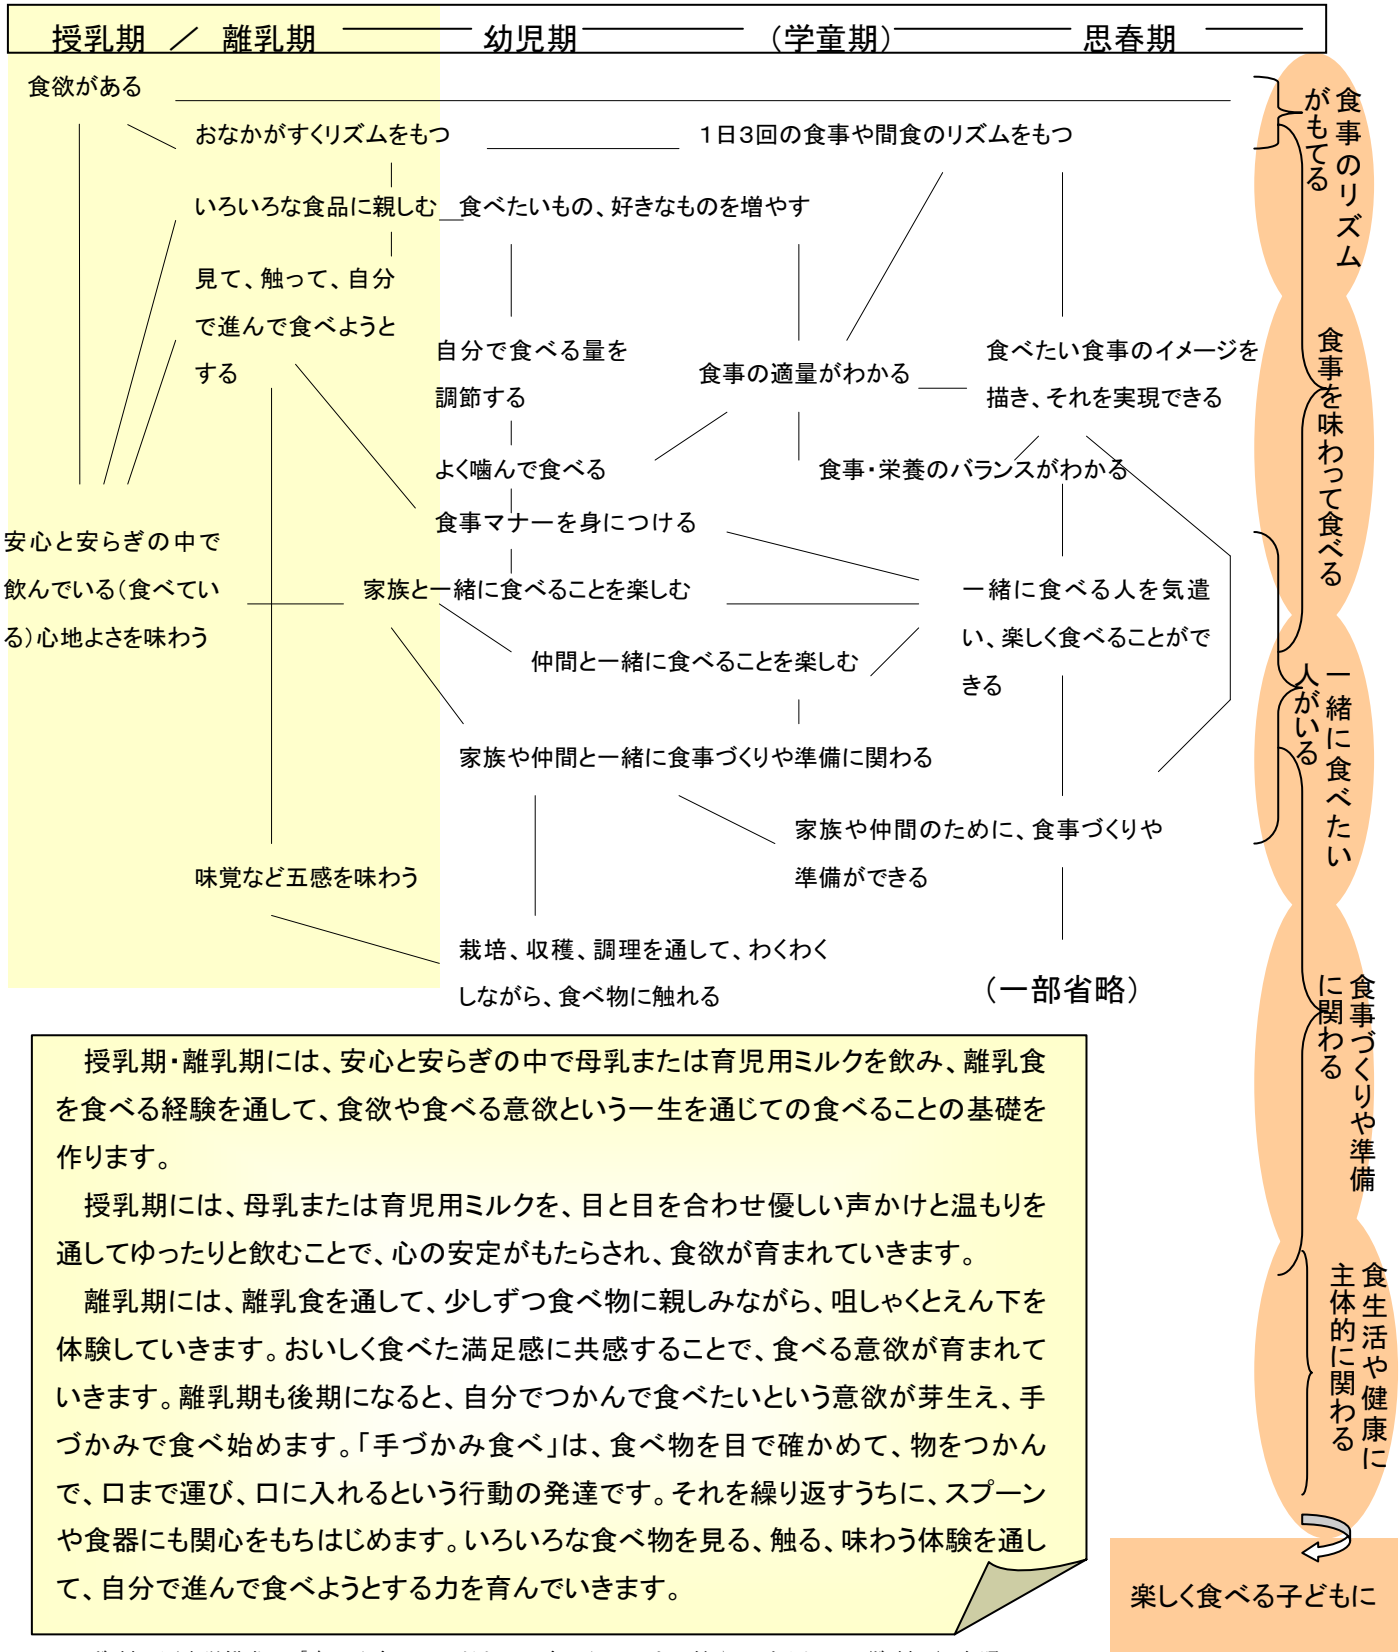 授乳期 ／ 離乳期 ――― 幼児期 ――― （学童期） ――― 思春期 ―――
食欲がある
おなかがすくリズムをもつ
1日3回の食事や間食のリズムをもつ
いろいろな食品に親しむ
食べたいもの、好きなものを増やす
見て、触って、自分
で進んで食べようと
する
自分で食べる量を
調節する
食事の適量がわかる
食べたい食事のイメージを
描き、それを実現できる
よく噛んで食べる
食事・栄養のバランスがわかる
食事マナーを身につける
安心と安らぎの中で
飲んでいる（食べてい
る）心地よさを味わう
家族と一緒に食べることを楽しむ
一緒に食べる人を気遣
い、楽しく食べることがで
きる
仲間と一緒に食べることを楽しむ
家族や仲間と一緒に食事づくりや準備に関わる
家族や仲間のために、食事づくりや
準備ができる
味覚など五感を味わう
栽培、収穫、調理を通して、わくわく
しながら、食べ物に触れる
（一部省略）
食事のリズム
がもてる
食事を味わって食べる
一緒に食べたい
人がいる
食事づくりや準備
に関わる
食生活や健康に
主体的に関わる
楽しく食べる子どもに
授乳期・離乳期には、安心と安らぎの中で母乳または育児用ミルクを飲み、離乳食
を食べる経験を通して、食欲や食べる意欲という一生を通じての食べることの基礎を
作ります。
授乳期には、母乳または育児用ミルクを、目と目を合わせ優しい声かけと温もりを
通してゆったりと飲むことで、心の安定がもたらされ、食欲が育まれていきます。
離乳期には、離乳食を通して、少しずつ食べ物に親しみながら、咀しゃくとえん下を
体験していきます。おいしく食べた満足感に共感することで、食べる意欲が育まれて
いきます。離乳期も後期になると、自分でつかんで食べたいという意欲が芽生え、手
づかみで食べ始めます。「手づかみ食べ」は、食べ物を目で確かめて、物をつかん
で、口まで運び、口に入れるという行動の発達です。それを繰り返すうちに、スプーン
や食器にも関心をもちはじめます。いろいろな食べ物を見る、触る、味わう体験を通し
て、自分で進んで食べようとする力を育んでいきます。